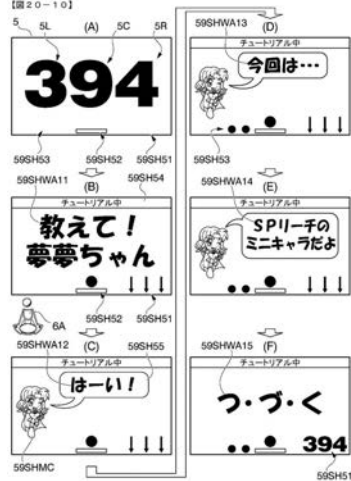 【図20-10】
5
5L
(A)
5C
5R
394
59SH53
59SH52
59SH51
59SHWA11
(B)
59SH54
チュートリアル中
教えて！
夢夢ちゃん
6A
59SH52
59SH51
59SHWA12
(C)
59SH55
チュートリアル中
はーい！
59SHMC
59SHWA13
(D)
チュートリアル中
今回は…
59SH53
59SHWA14
(E)
チュートリアル中
SPリーチの
ミニキャラだよ
59SHWA15
(F)
チュートリアル中
つ・づ・く
394
59SH51